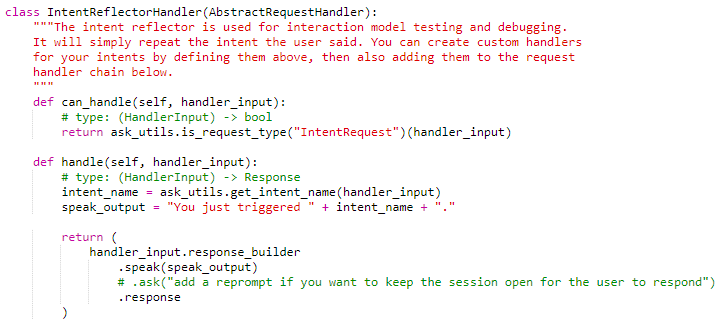 class IntentReflectorHandler(AbstractRequestHandler):
    """The intent reflector is used for interaction model testing and debugging.
    It will simply repeat the intent the user said. You can create custom handlers
    for your intents by defining them above, then also adding them to the request
    handler chain below.
    """
    def can_handle(self, handler_input):
        # type: (HandlerInput) -> bool
        return ask_utils.is_request_type("IntentRequest")(handler_input)

    def handle(self, handler_input):
        # type: (HandlerInput) -> Response
        intent_name = ask_utils.get_intent_name(handler_input)
        speak_output = "You just triggered " + intent_name + "."

        return (
            handler_input.response_builder
                .speak(speak_output)
                # .ask("add a reprompt if you want to keep the session open for the user to respond")
                .response
        )